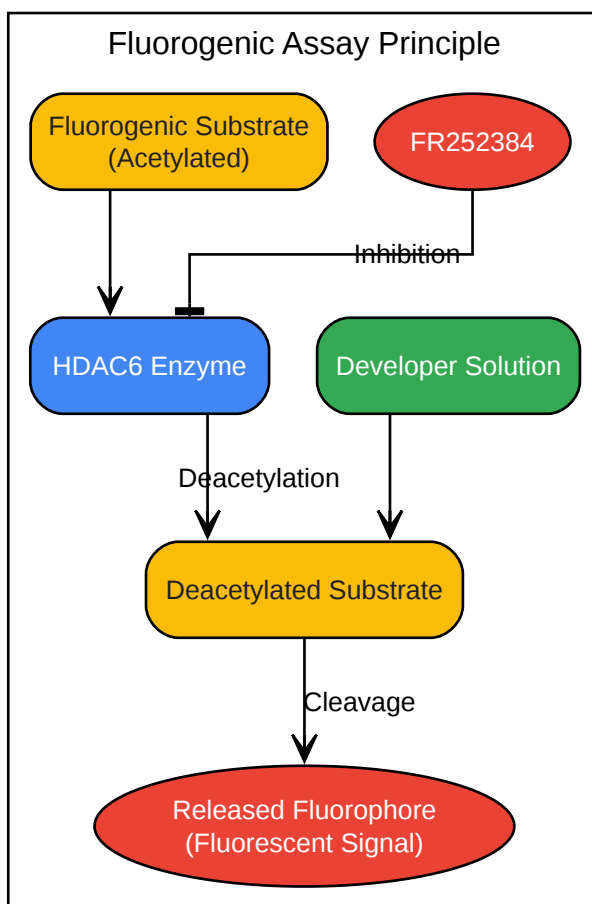 Fluorogenic Assay Principle
Fluorogenic Substrate
(Acetylated)
FR252384
Inhibition
HDAC6 Enzyme
Developer Solution
Deacetylation
Deacetylated Substrate
Cleavage
Released Fluorophore
(Fluorescent Signal)